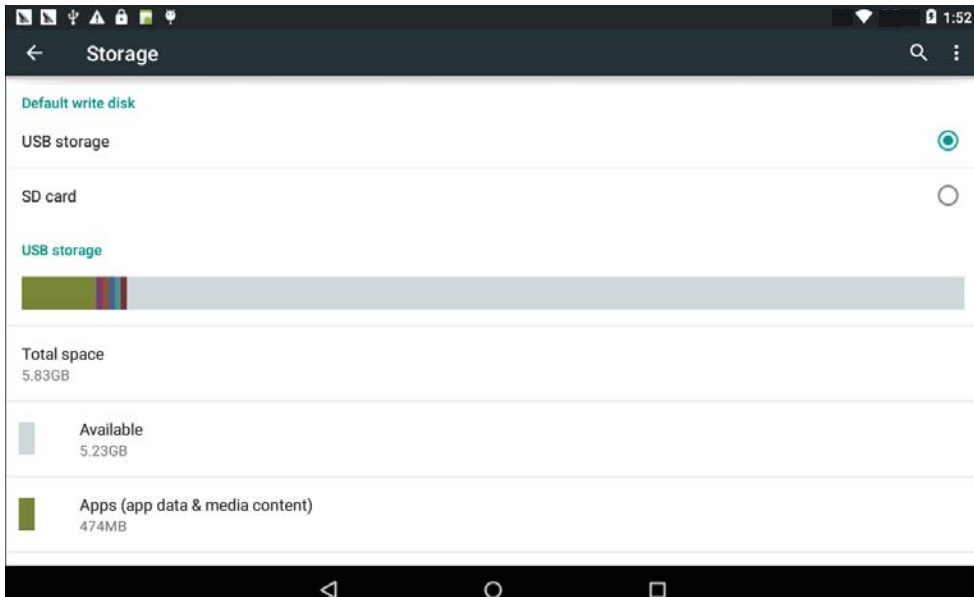 1:52
Storage
Default write disk
USB storage
SD card
USB storage
Total space
5.83GB
Available
5.23GB
Apps (app data & media content)
474MB